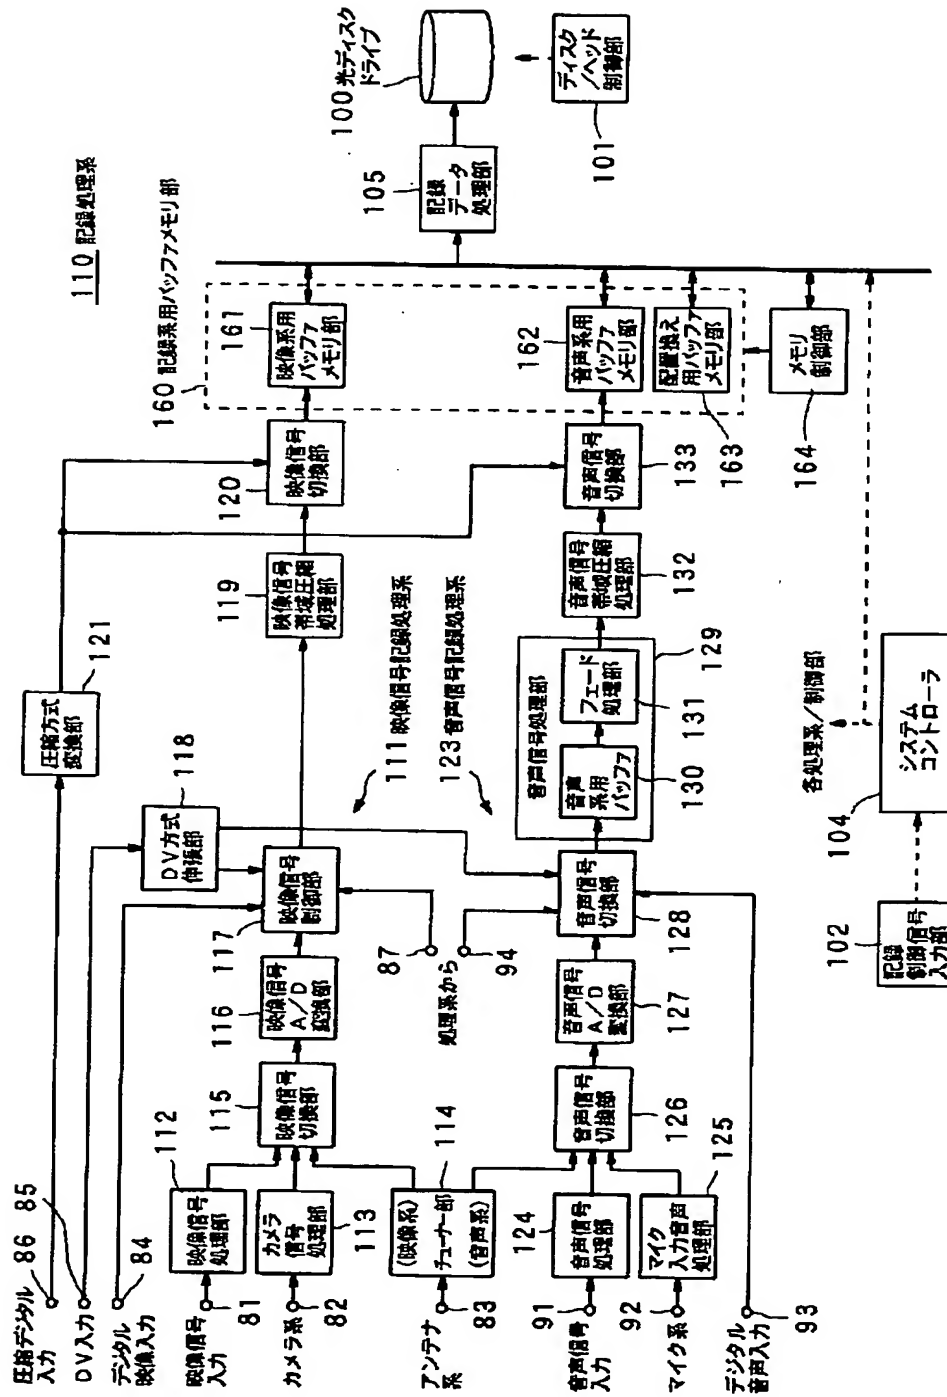 110 記録処理系
圧縮デジタル
入力
86
DV入力
85
デジタル
映像入力
84
映像信号
入力
81
カメラ系
82
アンテナ
系
83
音声信号
入力
91
マイク系
92
デジタル
音声入力
93
112
映像信号
処理部
カメラ
信号
処理部
113
(映像系)
チューナー部
(音声系)
114
124
音声信号
処理部
マイク
入力音声
処理部
125
115
映像信号
切換部
音声信号
切換部
126
116
映像信号
A/D
変換部
音声信号
A/D
変換部
127
117
映像信号
制御部
DV方式
伸張部
118
87
処理系から
94
音声信号
切換部
128
圧縮方式
変換部
121
111 映像信号記録処理系
123 音声信号記録処理系
音声信号処理部
129
音声
系用
バッファ
130
フェード
処理部
131
119
映像信号
帯域圧縮
処理部
音声信号
帯域圧縮
処理部
132
120
映像信号
切換部
音声信号
切換部
133
160 記録系用バッファメモリ部
161
映像系用
バッファ
メモリ部
162
音声系用
バッファ
メモリ部
配置換え
用バッファ
メモリ
163
メモリ
制御部
164
105
記録
データ
処理部
100 光ディスク
ドライブ
ディスク
/ヘッド
制御部
101
102
記録
制御信号
入力部
104
システム
コントローラ
各処理系/制御部